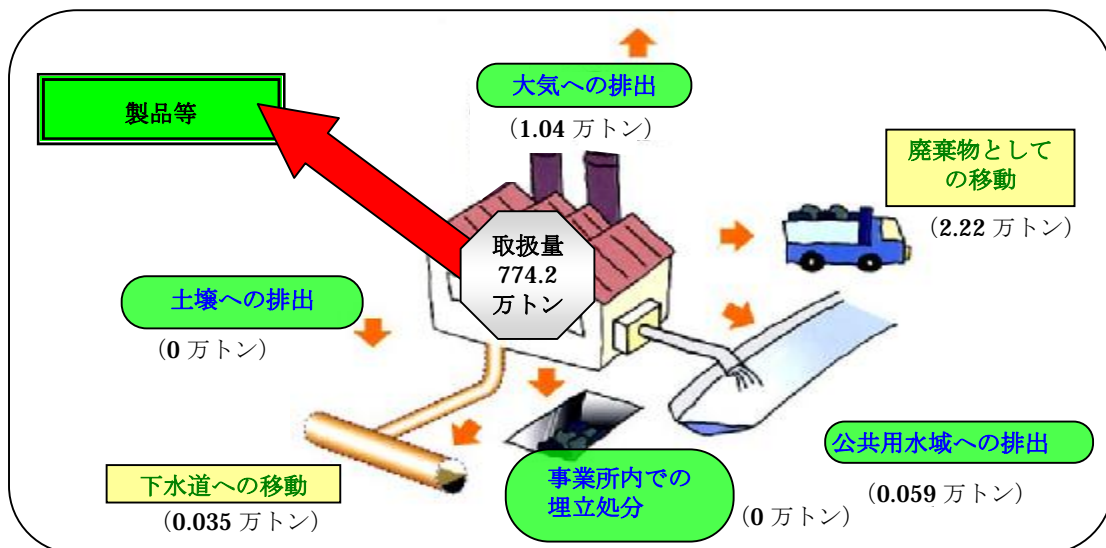 大気への排出
（1.04 万トン）
製品等
廃棄物として
の移動
（2.22 万トン）
取扱量
774.2
万トン
土壌への排出
（0 万トン）
公共用水域への排出
（0.059 万トン）
下水道への移動
（0.035 万トン）
事業所内での
埋立処分
（0 万トン）